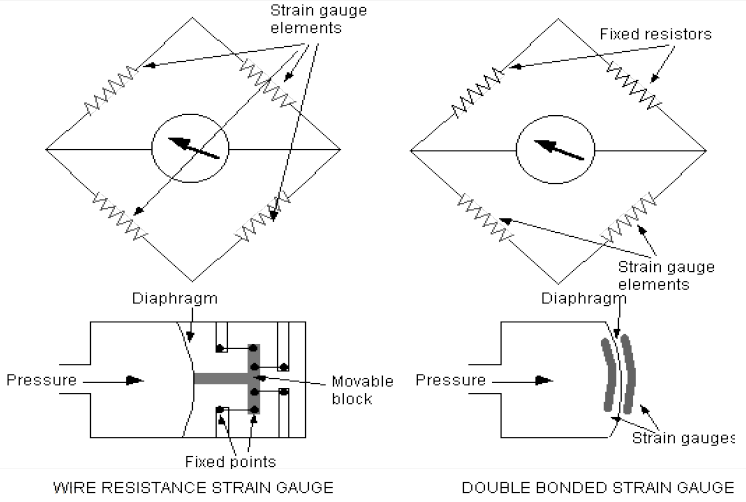 Strain gauge
elements
Fixed resistors
Strain gauge
elements
Diaphragm
Pressure
Movable
block
Fixed points
Diaphragm
Pressure
Strain gauges
WIRE RESISTANCE STRAIN GAUGE
DOUBLE BONDED STRAIN GAUGE